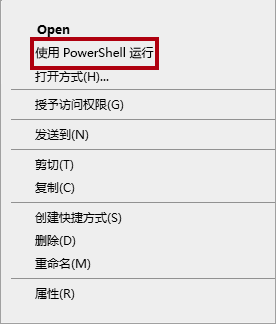 Open
使用 PowerShell 运行
打开方式(H)...
授予访问权限(G)
发送到(N)
剪切(T)
复制(C)
创建快捷方式(S)
删除(D)
重命名(M)
属性(R)